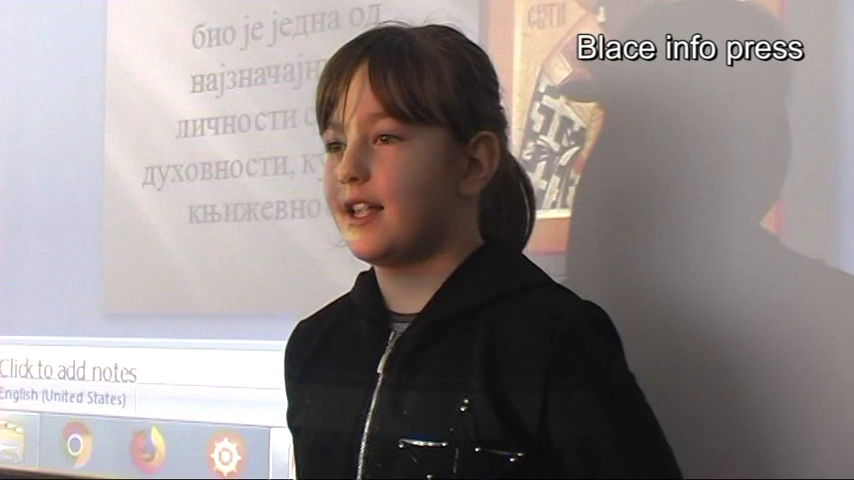 Blace info press
СВЕТИ
био је једна од
најзначајн
личности с
духовности, ку
књижевно
Click to add notes
English (United States)